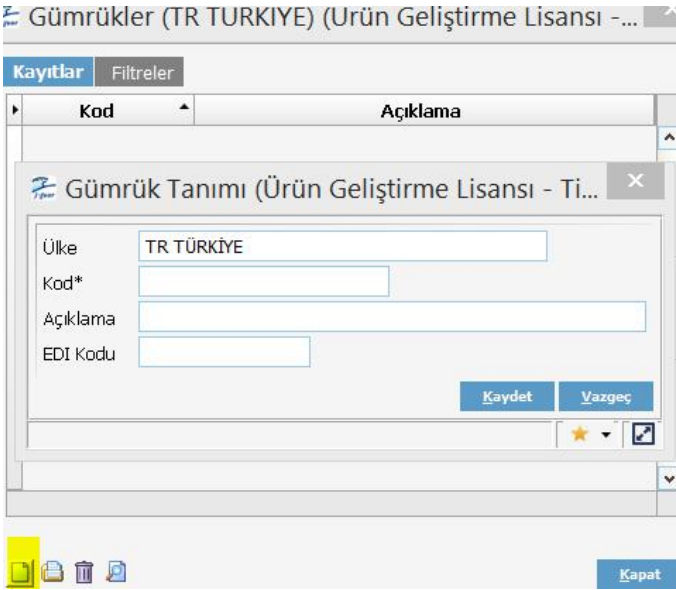 Gümrükler (TR TURKIYE) (Ürün Geliştirme Lisansı -...
Kayıtlar Filtreler
Kod Açıklama
Gümrük Tanımı (Ürün Geliştirme Lisansı - Ti...
Ülke TR TÜRKİYE
Kod*
Açıklama
EDI Kodu
Kaydet Vazgeç
Kapat